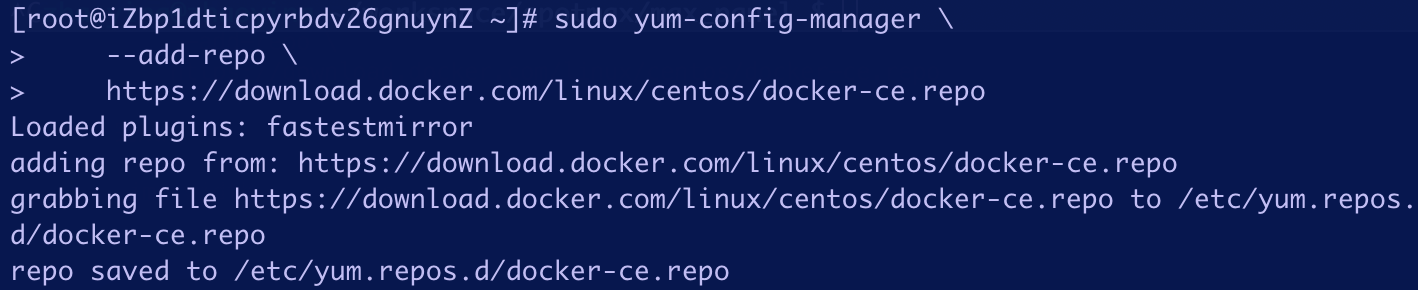 [root@iZbp1dticpyrbdv26gnuynZ ~]# sudo yum-config-manager \
>     --add-repo \
>     https://download.docker.com/linux/centos/docker-ce.repo
Loaded plugins: fastestmirror
adding repo from: https://download.docker.com/linux/centos/docker-ce.repo
grabbing file https://download.docker.com/linux/centos/docker-ce.repo to /etc/yum.repos.
d/docker-ce.repo
repo saved to /etc/yum.repos.d/docker-ce.repo